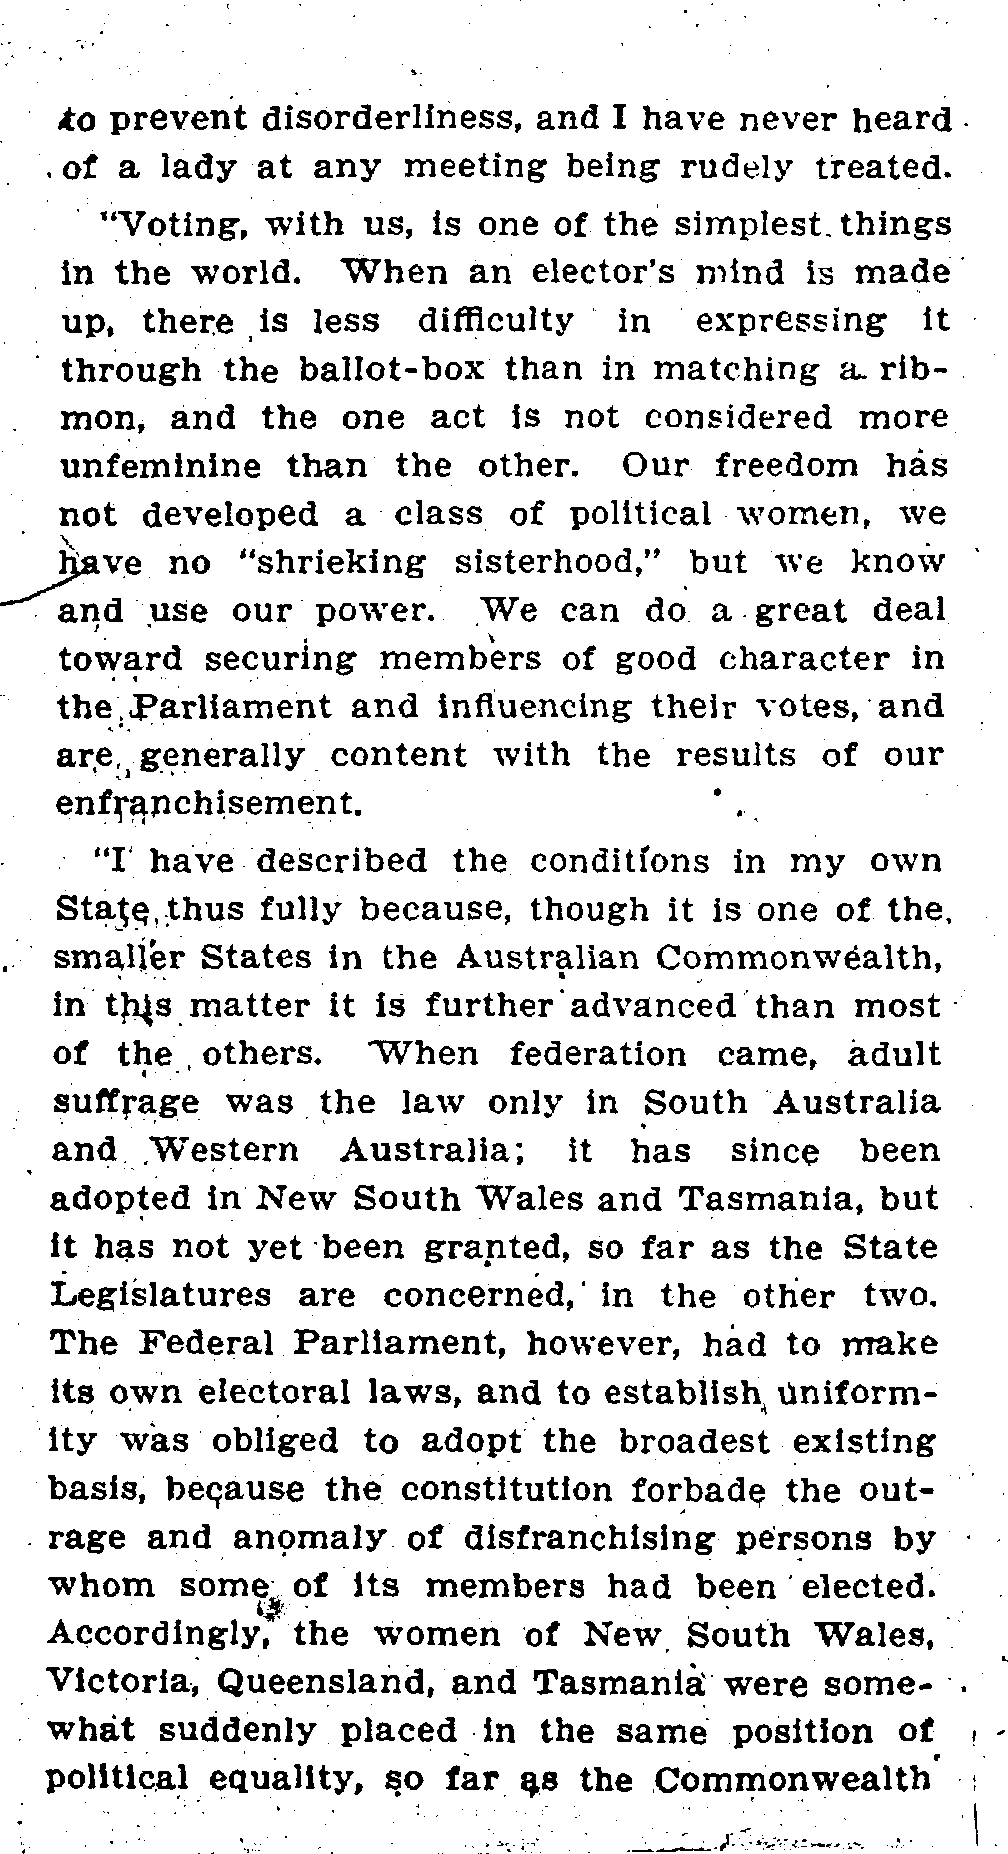 to prevent disorderliness, and I have never heard
of a lady at any meeting being rudely treated.
"Voting, with us, is one of the simplest things
in the world. When an elector's mind is made
up, there is less difficulty in expressing it
through the ballot-box than in matching a rib-
mon, and the one act is not considered more
unfeminine than the other. Our freedom has
not developed a class of political women, we
have no "shrieking sisterhood," but we know
and use our power. We can do a great deal
toward securing members of good character in
the Parliament and influencing their votes, and
are generally content with the results of our
enfranchisement.
"I have described the conditions in my own
State thus fully because, though it is one of the
smaller States in the Australian Commonwealth,
in this matter it is further advanced than most
of the others. When federation came, adult
suffrage was the law only in South Australia
and Western Australia; it has since been
adopted in New South Wales and Tasmania, but
it has not yet been granted, so far as the State
Legislatures are concerned, in the other two.
The Federal Parliament, however, had to make
its own electoral laws, and to establish uniform-
ity was obliged to adopt the broadest existing
basis, because the constitution forbade the out-
rage and anomaly of disfranchising persons by
whom some of its members had been elected.
Accordingly, the women of New South Wales,
Victoria, Queensland, and Tasmania were some-
what suddenly placed in the same position of
political equality, so far as the Commonwealth